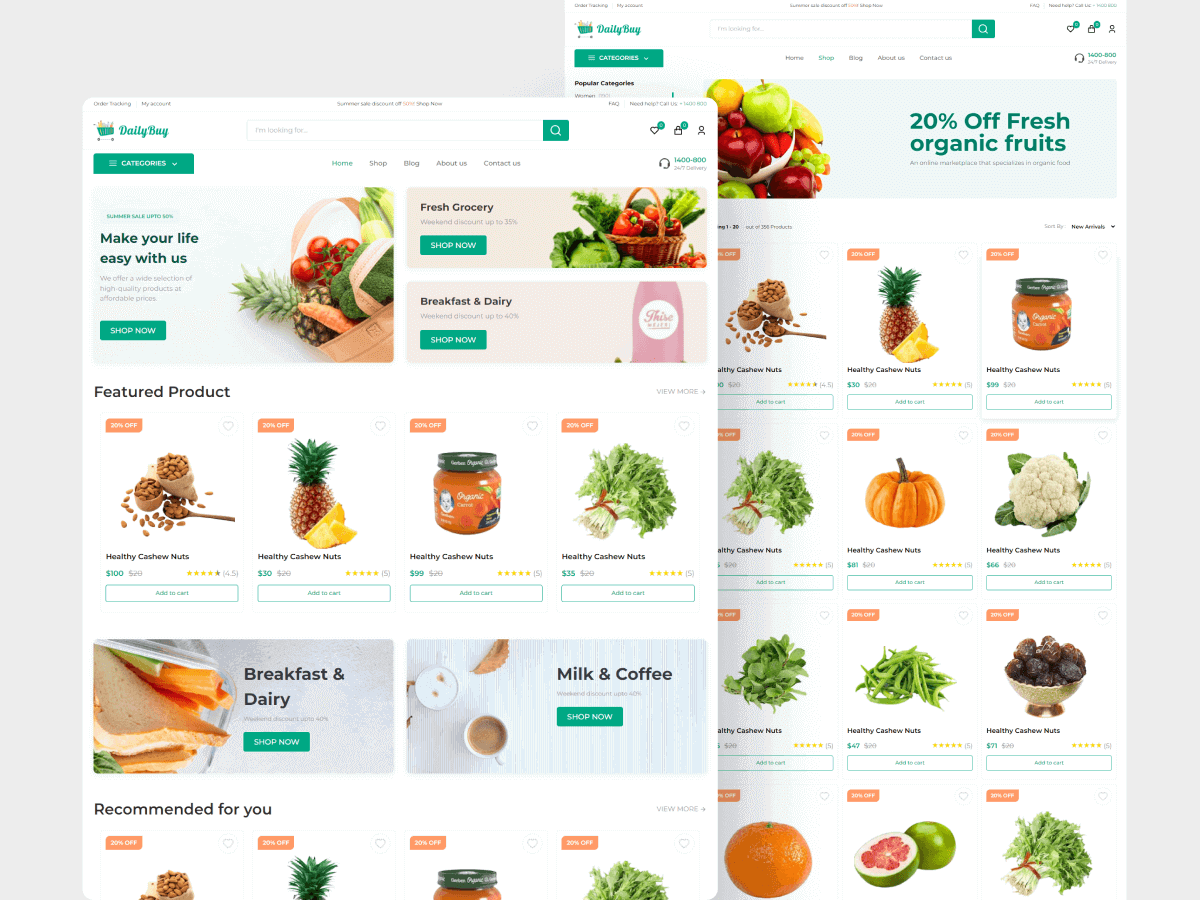 Order Tracking My account Summer sale discount off 50%! Shop Now FAQ Need help? Call Us: + 1400 800
DailyBuy I'm looking for... 0 0
CATEGORIES Home Shop Blog About us Contact us 1400-800
24/7 Delivery
Popular Categories
Women
20% Off Fresh
organic fruits
An online marketplace that specializes in organic food
1 - 20 out of 356 Products Sort By : New Arrivals
OFF 20% OFF 20% OFF
Healthy Cashew Nuts Healthy Cashew Nuts Healthy Cashew Nuts
$20 (4.5) $30 $20 (5) $99 $20 (5)
Add to cart Add to cart Add to cart
OFF 20% OFF 20% OFF
Healthy Cashew Nuts Healthy Cashew Nuts Healthy Cashew Nuts
$20 (5) $81 $20 (5) $66 $20 (5)
Add to cart Add to cart Add to cart
OFF 20% OFF 20% OFF
Healthy Cashew Nuts Healthy Cashew Nuts Healthy Cashew Nuts
$20 (5) $47 $20 (5) $71 $20 (5)
Add to cart Add to cart Add to cart
OFF 20% OFF 20% OFF
Order Tracking My account Summer sale discount off 50%! Shop Now FAQ Need help? Call Us: + 1400 800
DailyBuy I'm looking for... 0 0
CATEGORIES Home Shop Blog About us Contact us 1400-800
24/7 Delivery
SUMMER SALE UPTO 50%
Make your life
easy with us
We offer a wide selection of
high-quality products at
affordable prices.
SHOP NOW
Fresh Grocery
Weekend discount up to 35%
SHOP NOW
Breakfast & Dairy
Weekend discount up to 40%
SHOP NOW
Thise
MEJERI
Featured Product VIEW MORE →
20% OFF 20% OFF 20% OFF 20% OFF
Organic
Carrot
Healthy Cashew Nuts Healthy Cashew Nuts Healthy Cashew Nuts Healthy Cashew Nuts
$100 $20 (4.5) $30 $20 (5) $99 $20 (5) $35 $20 (5)
Add to cart Add to cart Add to cart Add to cart
Breakfast &
Dairy
Weekend discount upto 40%
SHOP NOW
Milk & Coffee
Weekend discount upto 40%
SHOP NOW
Recommended for you VIEW MORE →
20% OFF 20% OFF 20% OFF 20% OFF